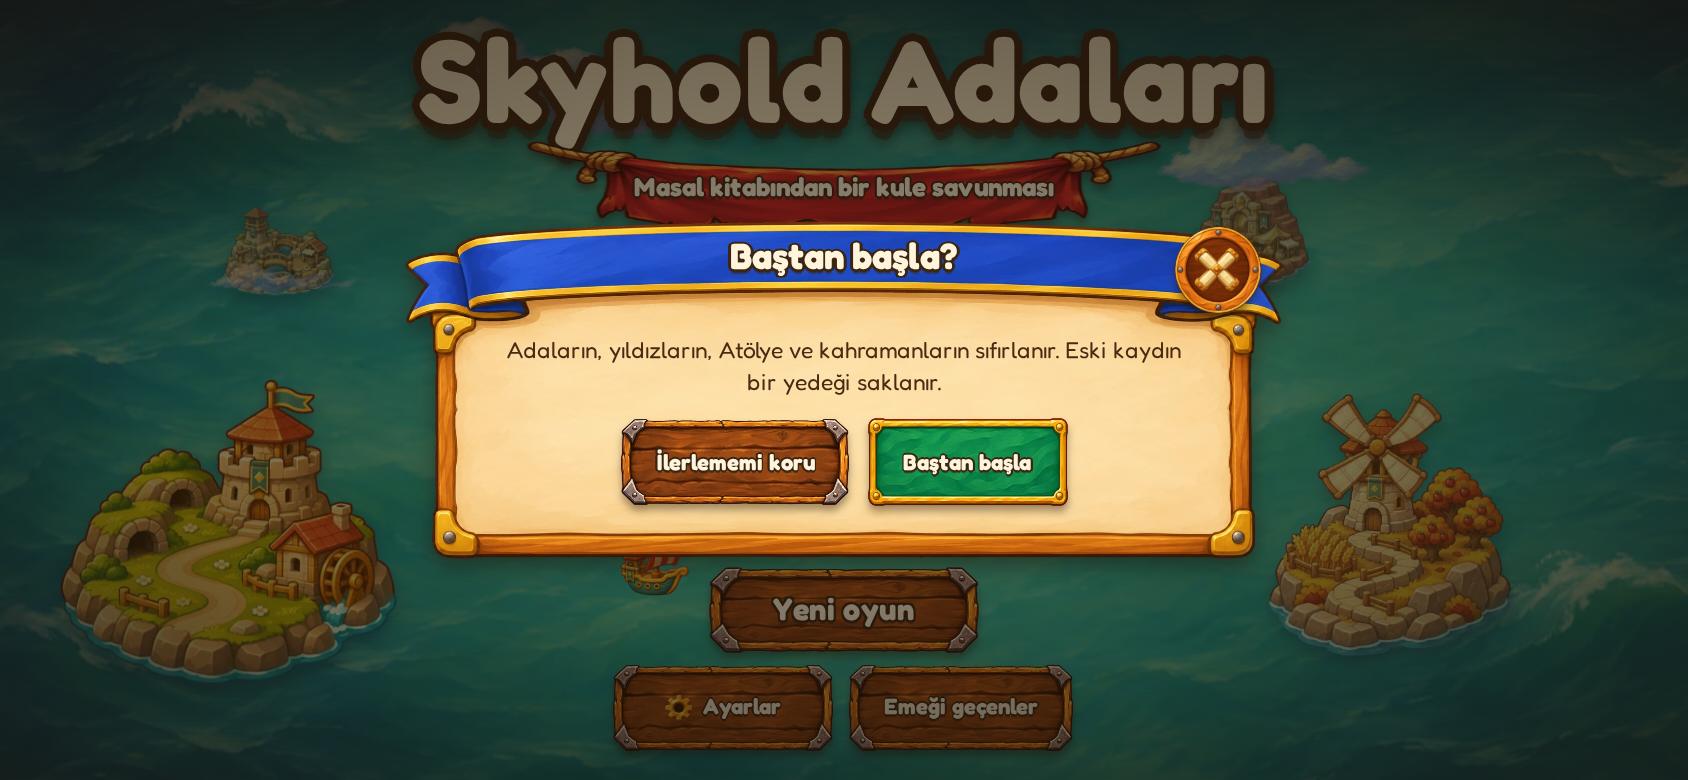 Skyhold Adaları
Masal kitabından bir kule savunması
Baştan başla?
Adaların, yıldızların, Atölye ve kahramanların sıfırlanır. Eski kaydın
bir yedeği saklanır.
İlerlememi koru
Baştan başla
Yeni oyun
Ayarlar
Emeği geçenler